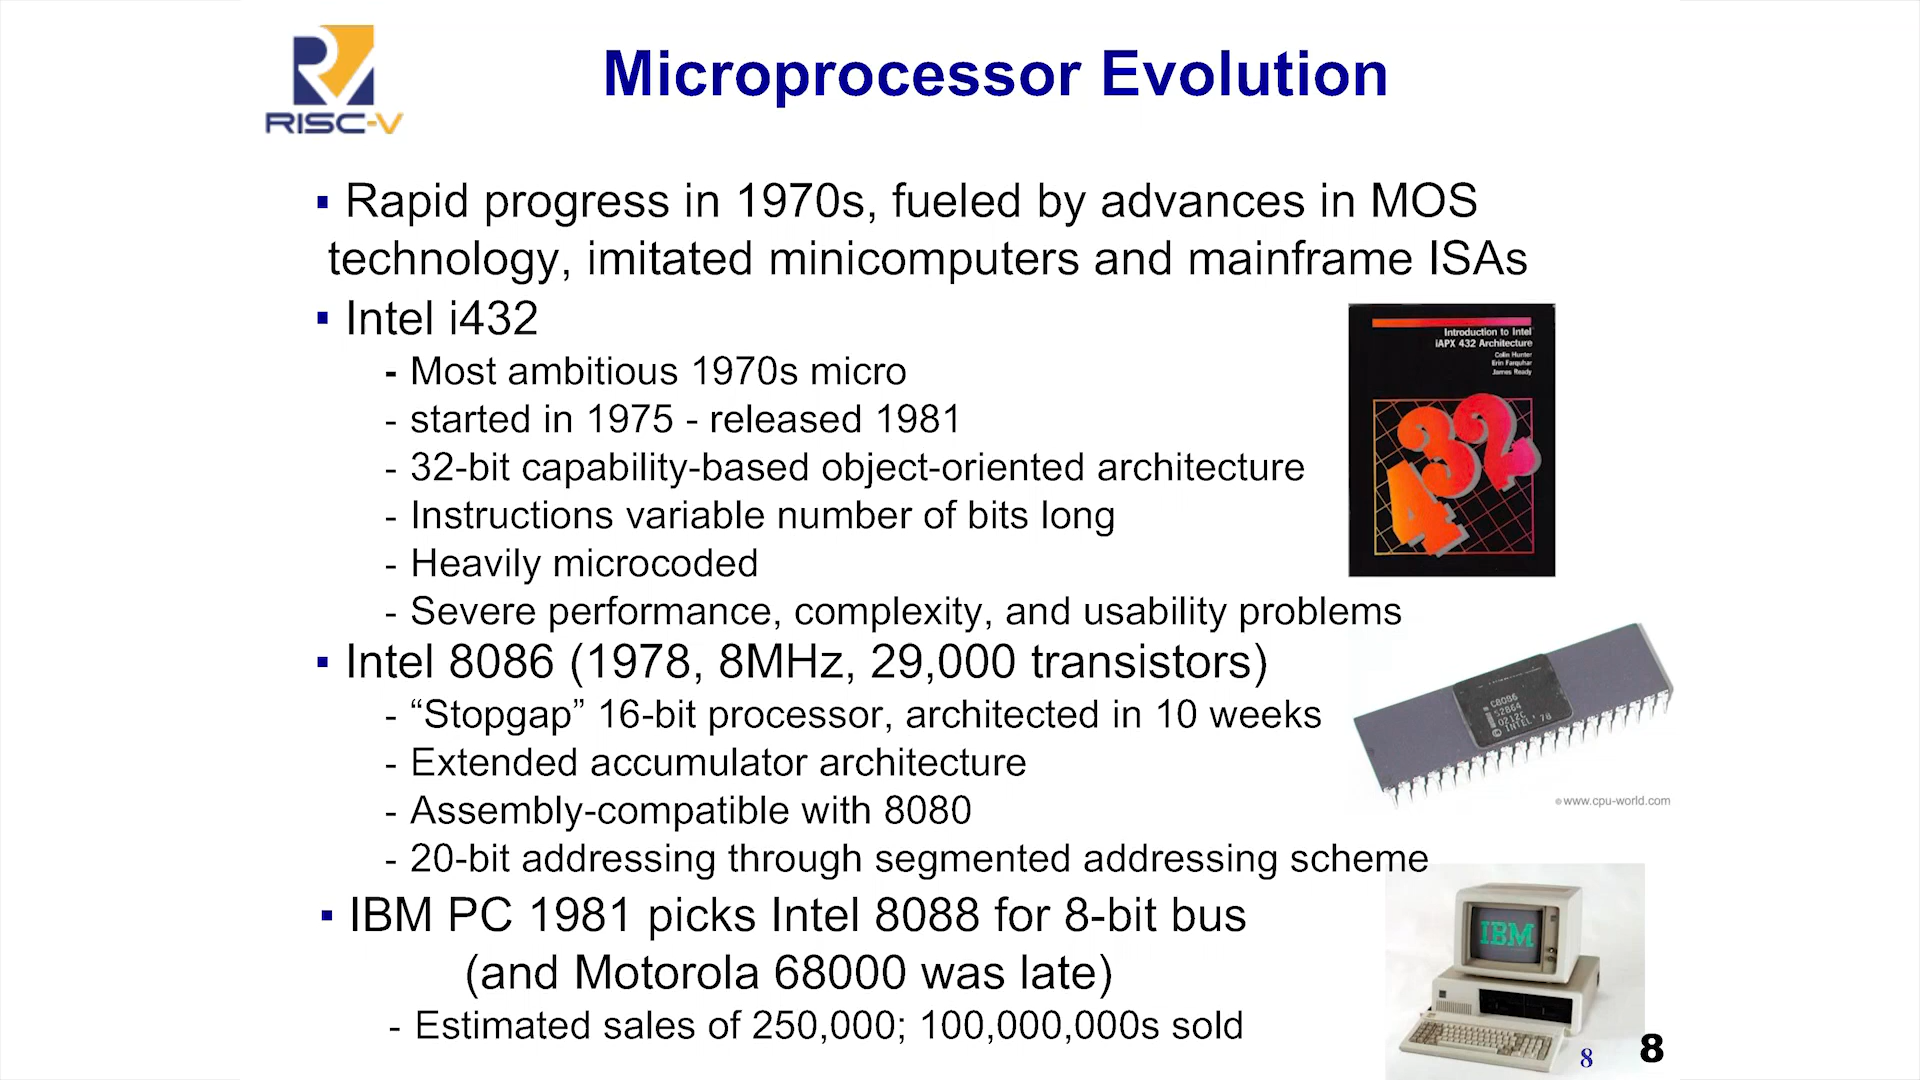 RISC-V
Microprocessor Evolution
▪ Rapid progress in 1970s, fueled by advances in MOS
technology, imitated minicomputers and mainframe ISAs
▪ Intel i432
- Most ambitious 1970s micro
- started in 1975 - released 1981
- 32-bit capability-based object-oriented architecture
- Instructions variable number of bits long
- Heavily microcoded
- Severe performance, complexity, and usability problems
Introduction to Intel
iAPX 432 Architecture
Colin Hunter
Erin Farquhar
James Ready
432
▪ Intel 8086 (1978, 8MHz, 29,000 transistors)
- “Stopgap” 16-bit processor, architected in 10 weeks
- Extended accumulator architecture
- Assembly-compatible with 8080
- 20-bit addressing through segmented addressing scheme
C8086
S2864
0212C
© INTEL '78
© www.cpu-world.com
▪ IBM PC 1981 picks Intel 8088 for 8-bit bus
(and Motorola 68000 was late)
- Estimated sales of 250,000; 100,000,000s sold
IBM
8
8